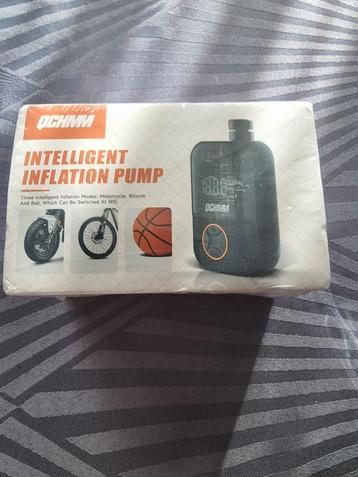 QCHMM
INTELLIGENT
INFLATION PUMP
Three Intelligent Inflation Modes: Motorcycle, Bicycle
And Ball, Which Can Be Switched At Will
QCHMM